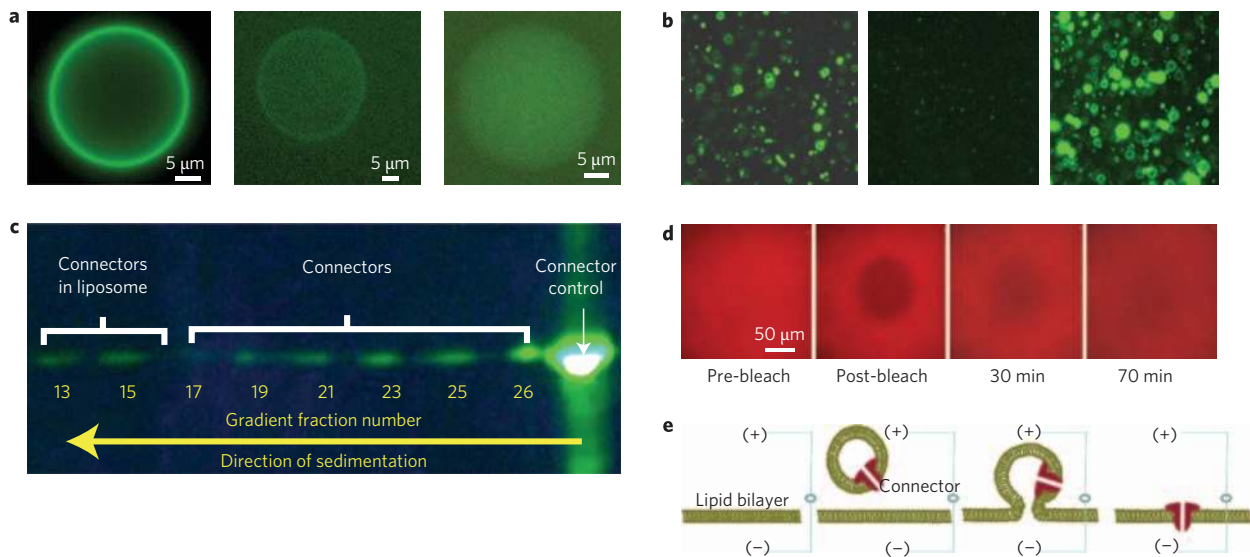 a
5 μm
5 μm
5 μm
b
c
Connectors
in liposome
Connectors
Connector
control
13 15 17 19 21 23 25 26
Gradient fraction number
Direction of sedimentation
d
50 μm
Pre-bleach Post-bleach 30 min 70 min
e
(+) (+) (+) (+)
Lipid bilayer
Connector
(−) (−) (−) (−)